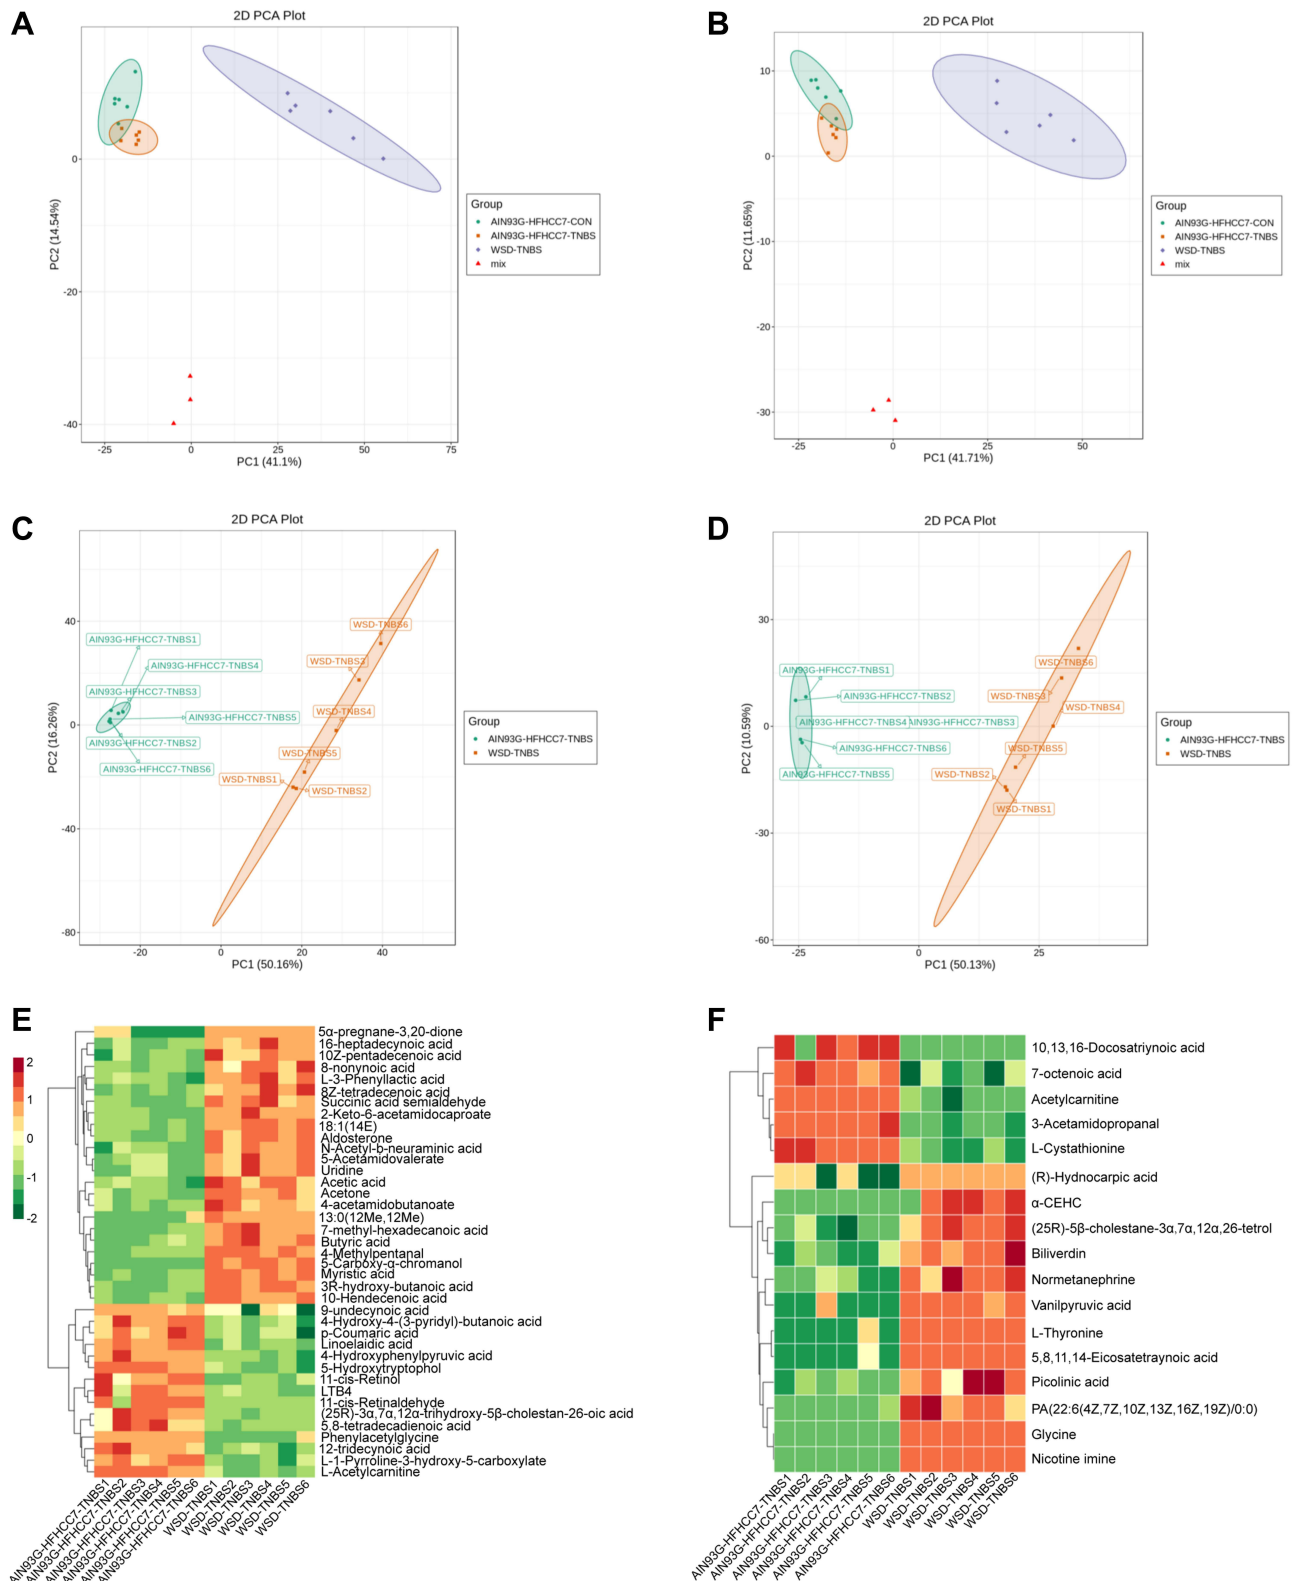 A
2D PCA Plot
PC2 (14.54%)
0
-20
-40
-25
0
25
50
75
PC1 (41.1%)
Group
AIN93G-HFHCC7-CON
AIN93G-HFHCC7-TNBS
WSD-TNBS
mix
B
2D PCA Plot
PC2 (11.65%)
10
0
-10
-20
-30
-25
0
25
50
PC1 (41.71%)
Group
AIN93G-HFHCC7-CON
AIN93G-HFHCC7-TNBS
WSD-TNBS
mix
C
2D PCA Plot
PC2 (16.26%)
40
0
-40
-80
-20
0
20
40
PC1 (50.16%)
WSD-TNBS6
AIN93G-HFHCC7-TNBS1
WSD-TNBS3
AIN93G-HFHCC7-TNBS4
AIN93G-HFHCC7-TNBS3
WSD-TNBS4
AIN93G-HFHCC7-TNBS5
AIN93G-HFHCC7-TNBS2
WSD-TNBS5
AIN93G-HFHCC7-TNBS6
WSD-TNBS1
WSD-TNBS2
Group
AIN93G-HFHCC7-TNBS
WSD-TNBS
D
2D PCA Plot
PC2 (10.59%)
30
0
-30
-60
-25
0
25
PC1 (50.13%)
WSD-TNBS6
AIN93G-HFHCC7-TNBS1
AIN93G-HFHCC7-TNBS2
WSD-TNBS3
WSD-TNBS4
AIN93G-HFHCC7-TNBS4
AIN93G-HFHCC7-TNBS3
AIN93G-HFHCC7-TNBS6
WSD-TNBS5
AIN93G-HFHCC7-TNBS5
WSD-TNBS2
WSD-TNBS1
Group
AIN93G-HFHCC7-TNBS
WSD-TNBS
E
2
1
0
-1
-2
5α-pregnane-3,20-dione
16-heptadecynoic acid
10Z-pentadecenoic acid
8-nonynoic acid
L-3-Phenyllactic acid
8Z-tetradecenoic acid
Succinic acid semialdehyde
2-Keto-6-acetamidocaproate
18:1(14E)
Aldosterone
N-Acetyl-b-neuraminic acid
5-Acetamidovalerate
Uridine
Acetic acid
Acetone
4-acetamidobutanoate
13:0(12Me,12Me)
7-methyl-hexadecanoic acid
Butyric acid
4-Methylpentanal
5-Carboxy-α-chromanol
Myristic acid
3R-hydroxy-butanoic acid
10-Hendecenoic acid
9-undecynoic acid
4-Hydroxy-4-(3-pyridyl)-butanoic acid
p-Coumaric acid
Linoelaidic acid
4-Hydroxyphenylpyruvic acid
5-Hydroxytryptophol
11-cis-Retinol
LTB4
11-cis-Retinaldehyde
(25R)-3α,7α,12α-trihydroxy-5β-cholestan-26-oic acid
5,8-tetradecadienoic acid
Phenylacetylglycine
12-tridecynoic acid
L-1-Pyrroline-3-hydroxy-5-carboxylate
L-Acetylcarnitine
AIN93G-HFHCC7-TNBS1
AIN93G-HFHCC7-TNBS2
AIN93G-HFHCC7-TNBS3
AIN93G-HFHCC7-TNBS4
AIN93G-HFHCC7-TNBS5
AIN93G-HFHCC7-TNBS6
WSD-TNBS1
WSD-TNBS2
WSD-TNBS3
WSD-TNBS4
WSD-TNBS5
WSD-TNBS6
F
10,13,16-Docosatriynoic acid
7-octenoic acid
Acetylcarnitine
3-Acetamidopropanal
L-Cystathionine
(R)-Hydnocarpic acid
α-CEHC
(25R)-5β-cholestane-3α,7α,12α,26-tetrol
Biliverdin
Normetanephrine
Vanilpyruvic acid
L-Thyronine
5,8,11,14-Eicosatetraynoic acid
Picolinic acid
PA(22:6(4Z,7Z,10Z,13Z,16Z,19Z)/0:0)
Glycine
Nicotine imine
AIN93G-HFHCC7-TNBS1
AIN93G-HFHCC7-TNBS2
AIN93G-HFHCC7-TNBS3
AIN93G-HFHCC7-TNBS4
AIN93G-HFHCC7-TNBS5
AIN93G-HFHCC7-TNBS6
WSD-TNBS1
WSD-TNBS2
WSD-TNBS3
WSD-TNBS4
WSD-TNBS5
WSD-TNBS6